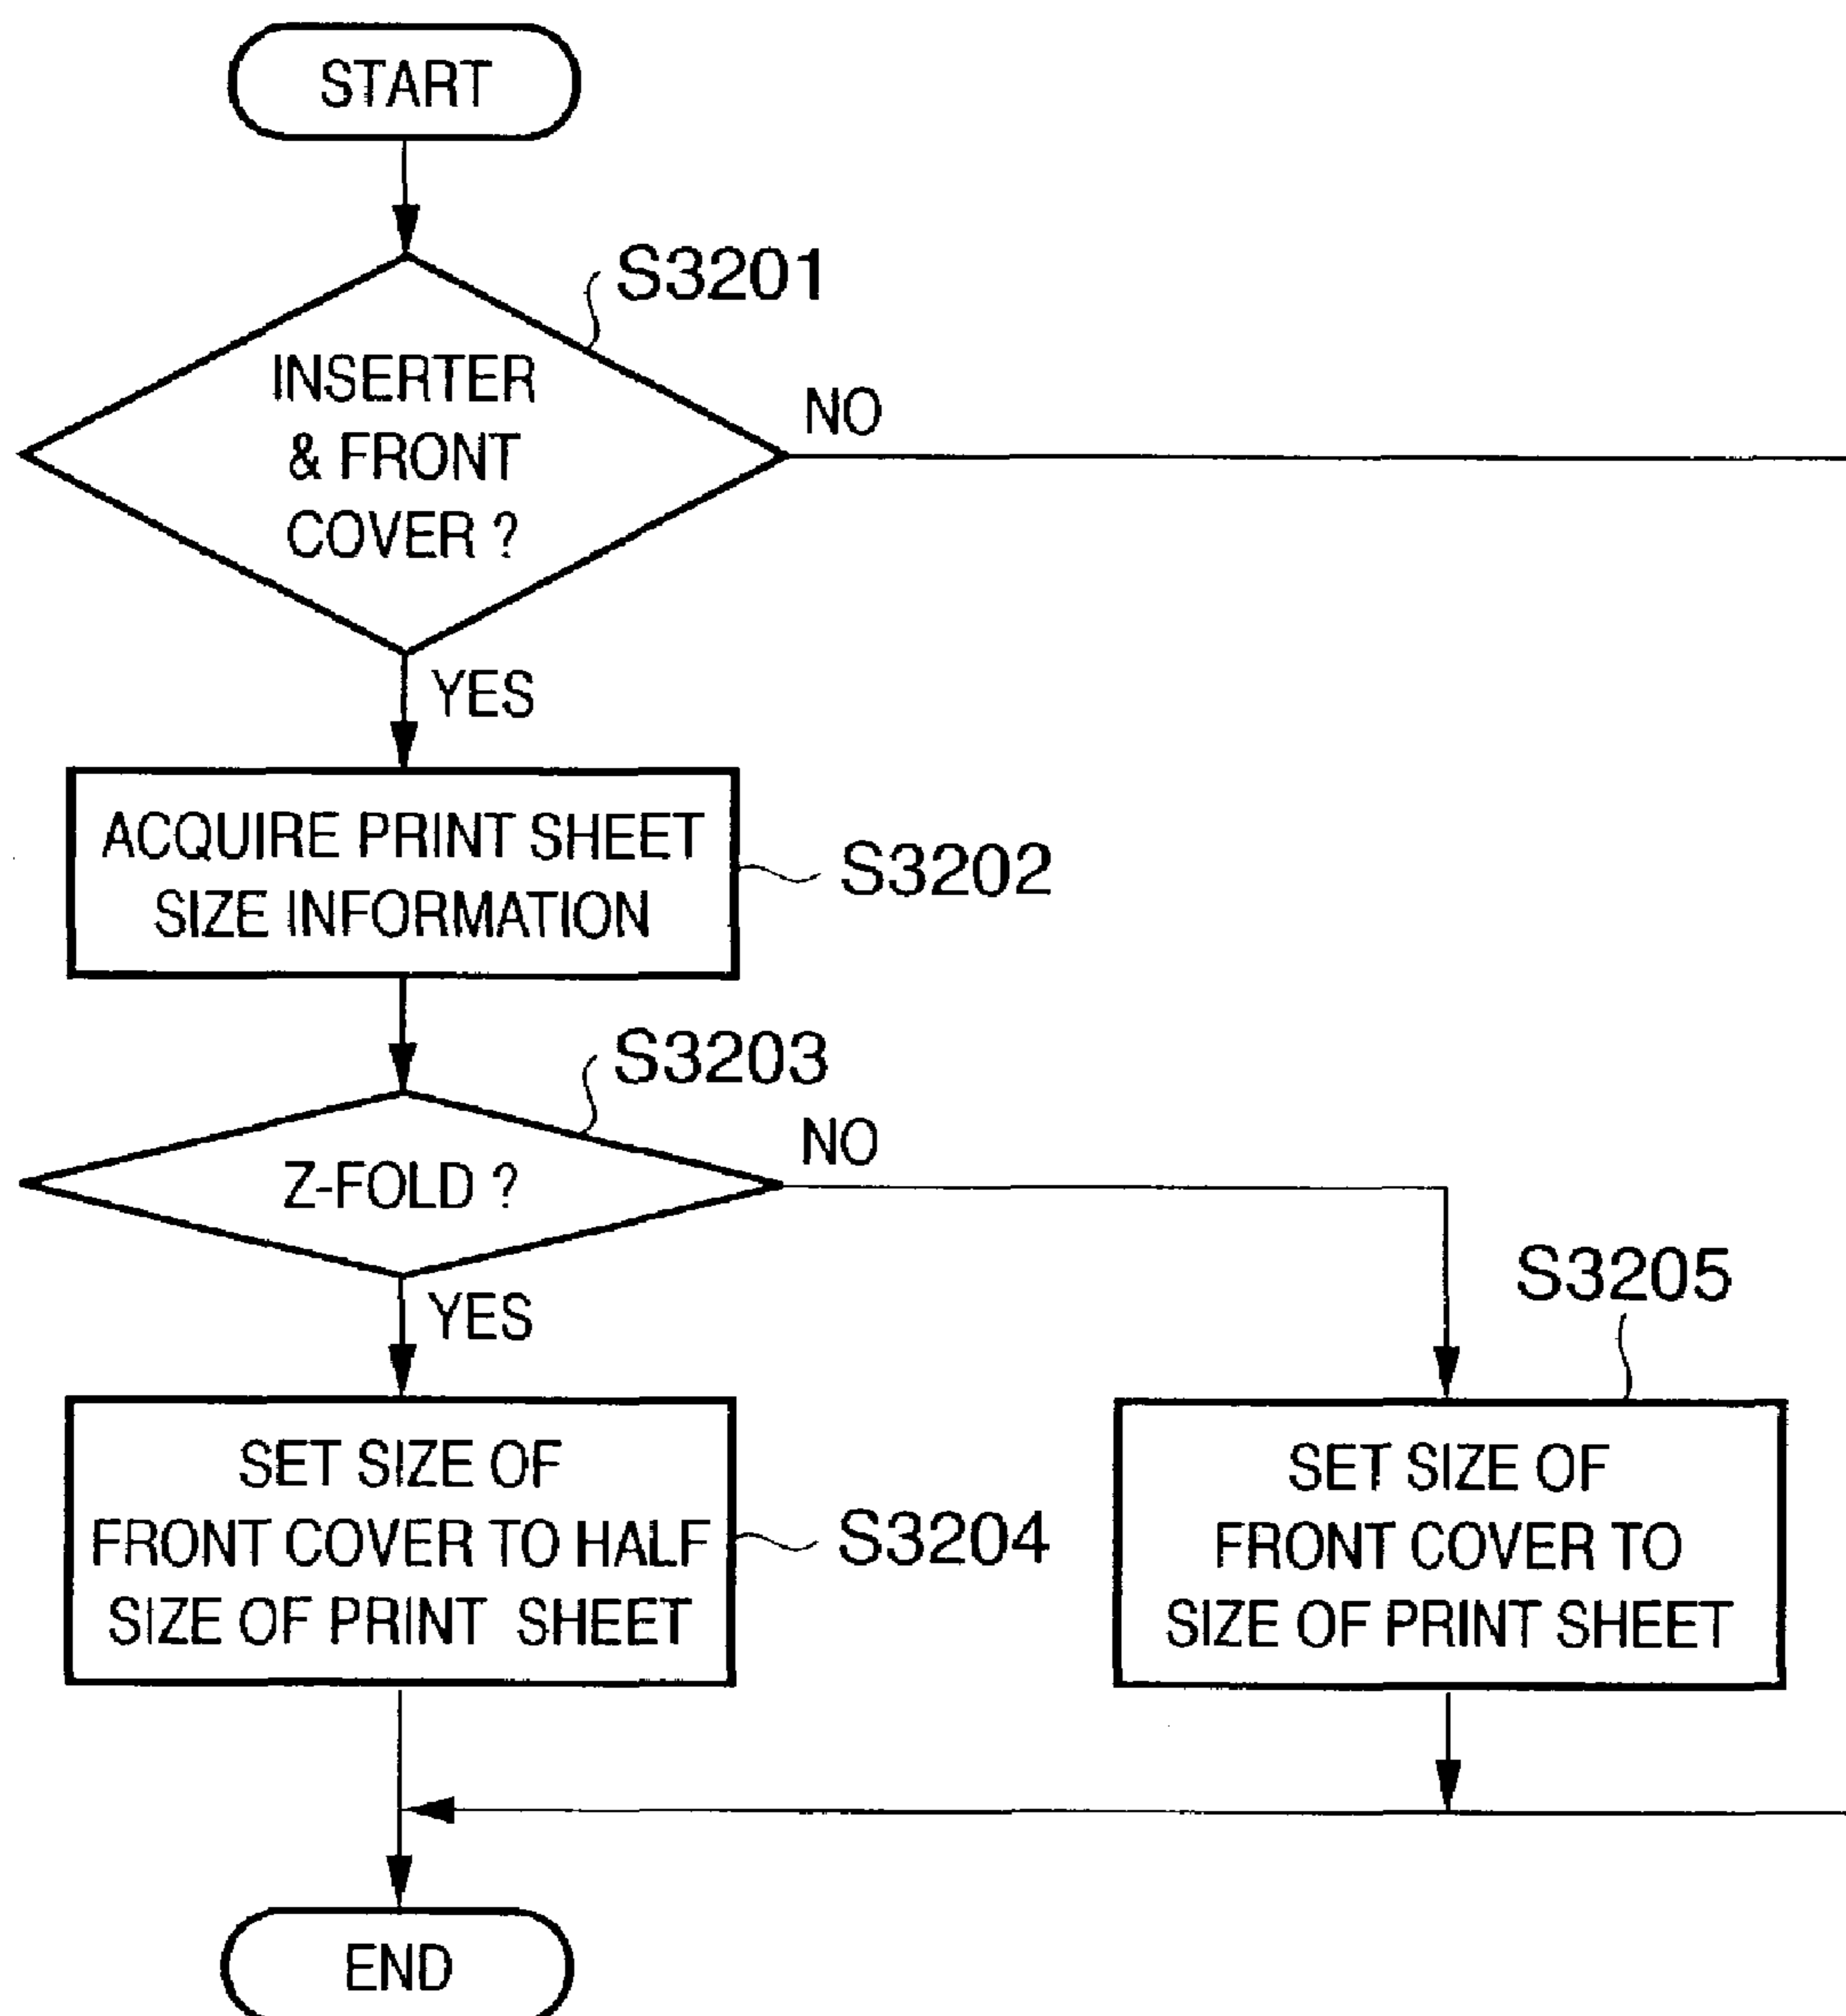 START
S3201
INSERTER
& FRONT
COVER ?
NO
YES
ACQUIRE PRINT SHEET
SIZE INFORMATION
S3202
S3203
Z-FOLD ?
NO
YES
S3205
SET SIZE OF
FRONT COVER TO HALF
SIZE OF PRINT SHEET
S3204
SET SIZE OF
FRONT COVER TO
SIZE OF PRINT SHEET
END